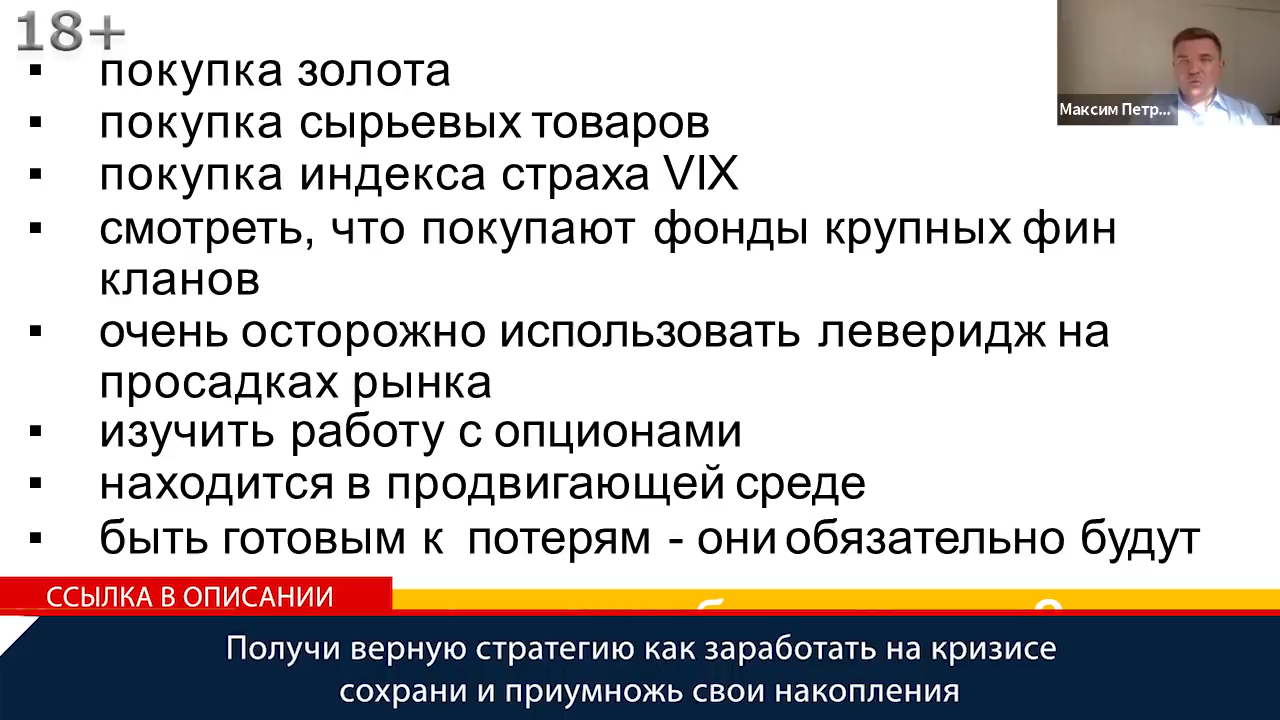 18+
покупка золота
Максим Петр...
покупка сырьевых товаров
покупка индекса страха VIX
смотреть, что покупают фонды крупных фин
кланов
очень осторожно использовать леверидж на
просадках рынка
изучить работу с опционами
находится в продвигающей среде
быть готовым к потерям - они обязательно будут
ССЫЛКА В ОПИСАНИИ
Получи верную стратегию как заработать на кризисе
сохрани и приумножь свои накопления